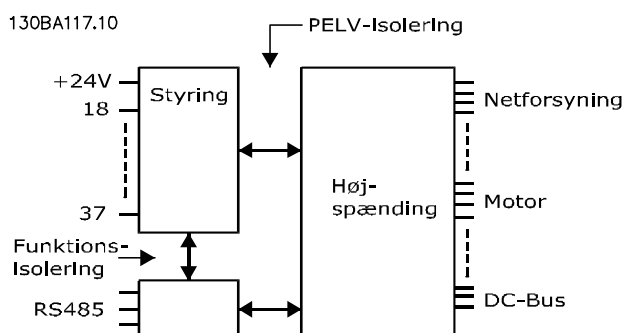 130BA117.10
PELV-isolering
+24V
Styring
18
37
Funktions-
isolering
RS485
Høj-
spænding
Netforsyning
Motor
DC-Bus